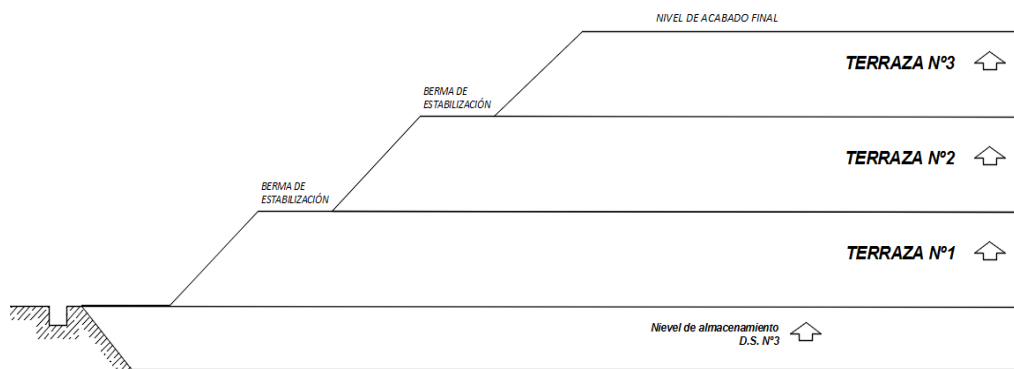 NIVEL DE ACABADO FINAL
TERRAZA Nº3
BERMA DE
ESTABILIZACIÓN
TERRAZA Nº2
BERMA DE
ESTABILIZACIÓN
TERRAZA Nº1
Nievel de almacenamiento
D.S. Nº3